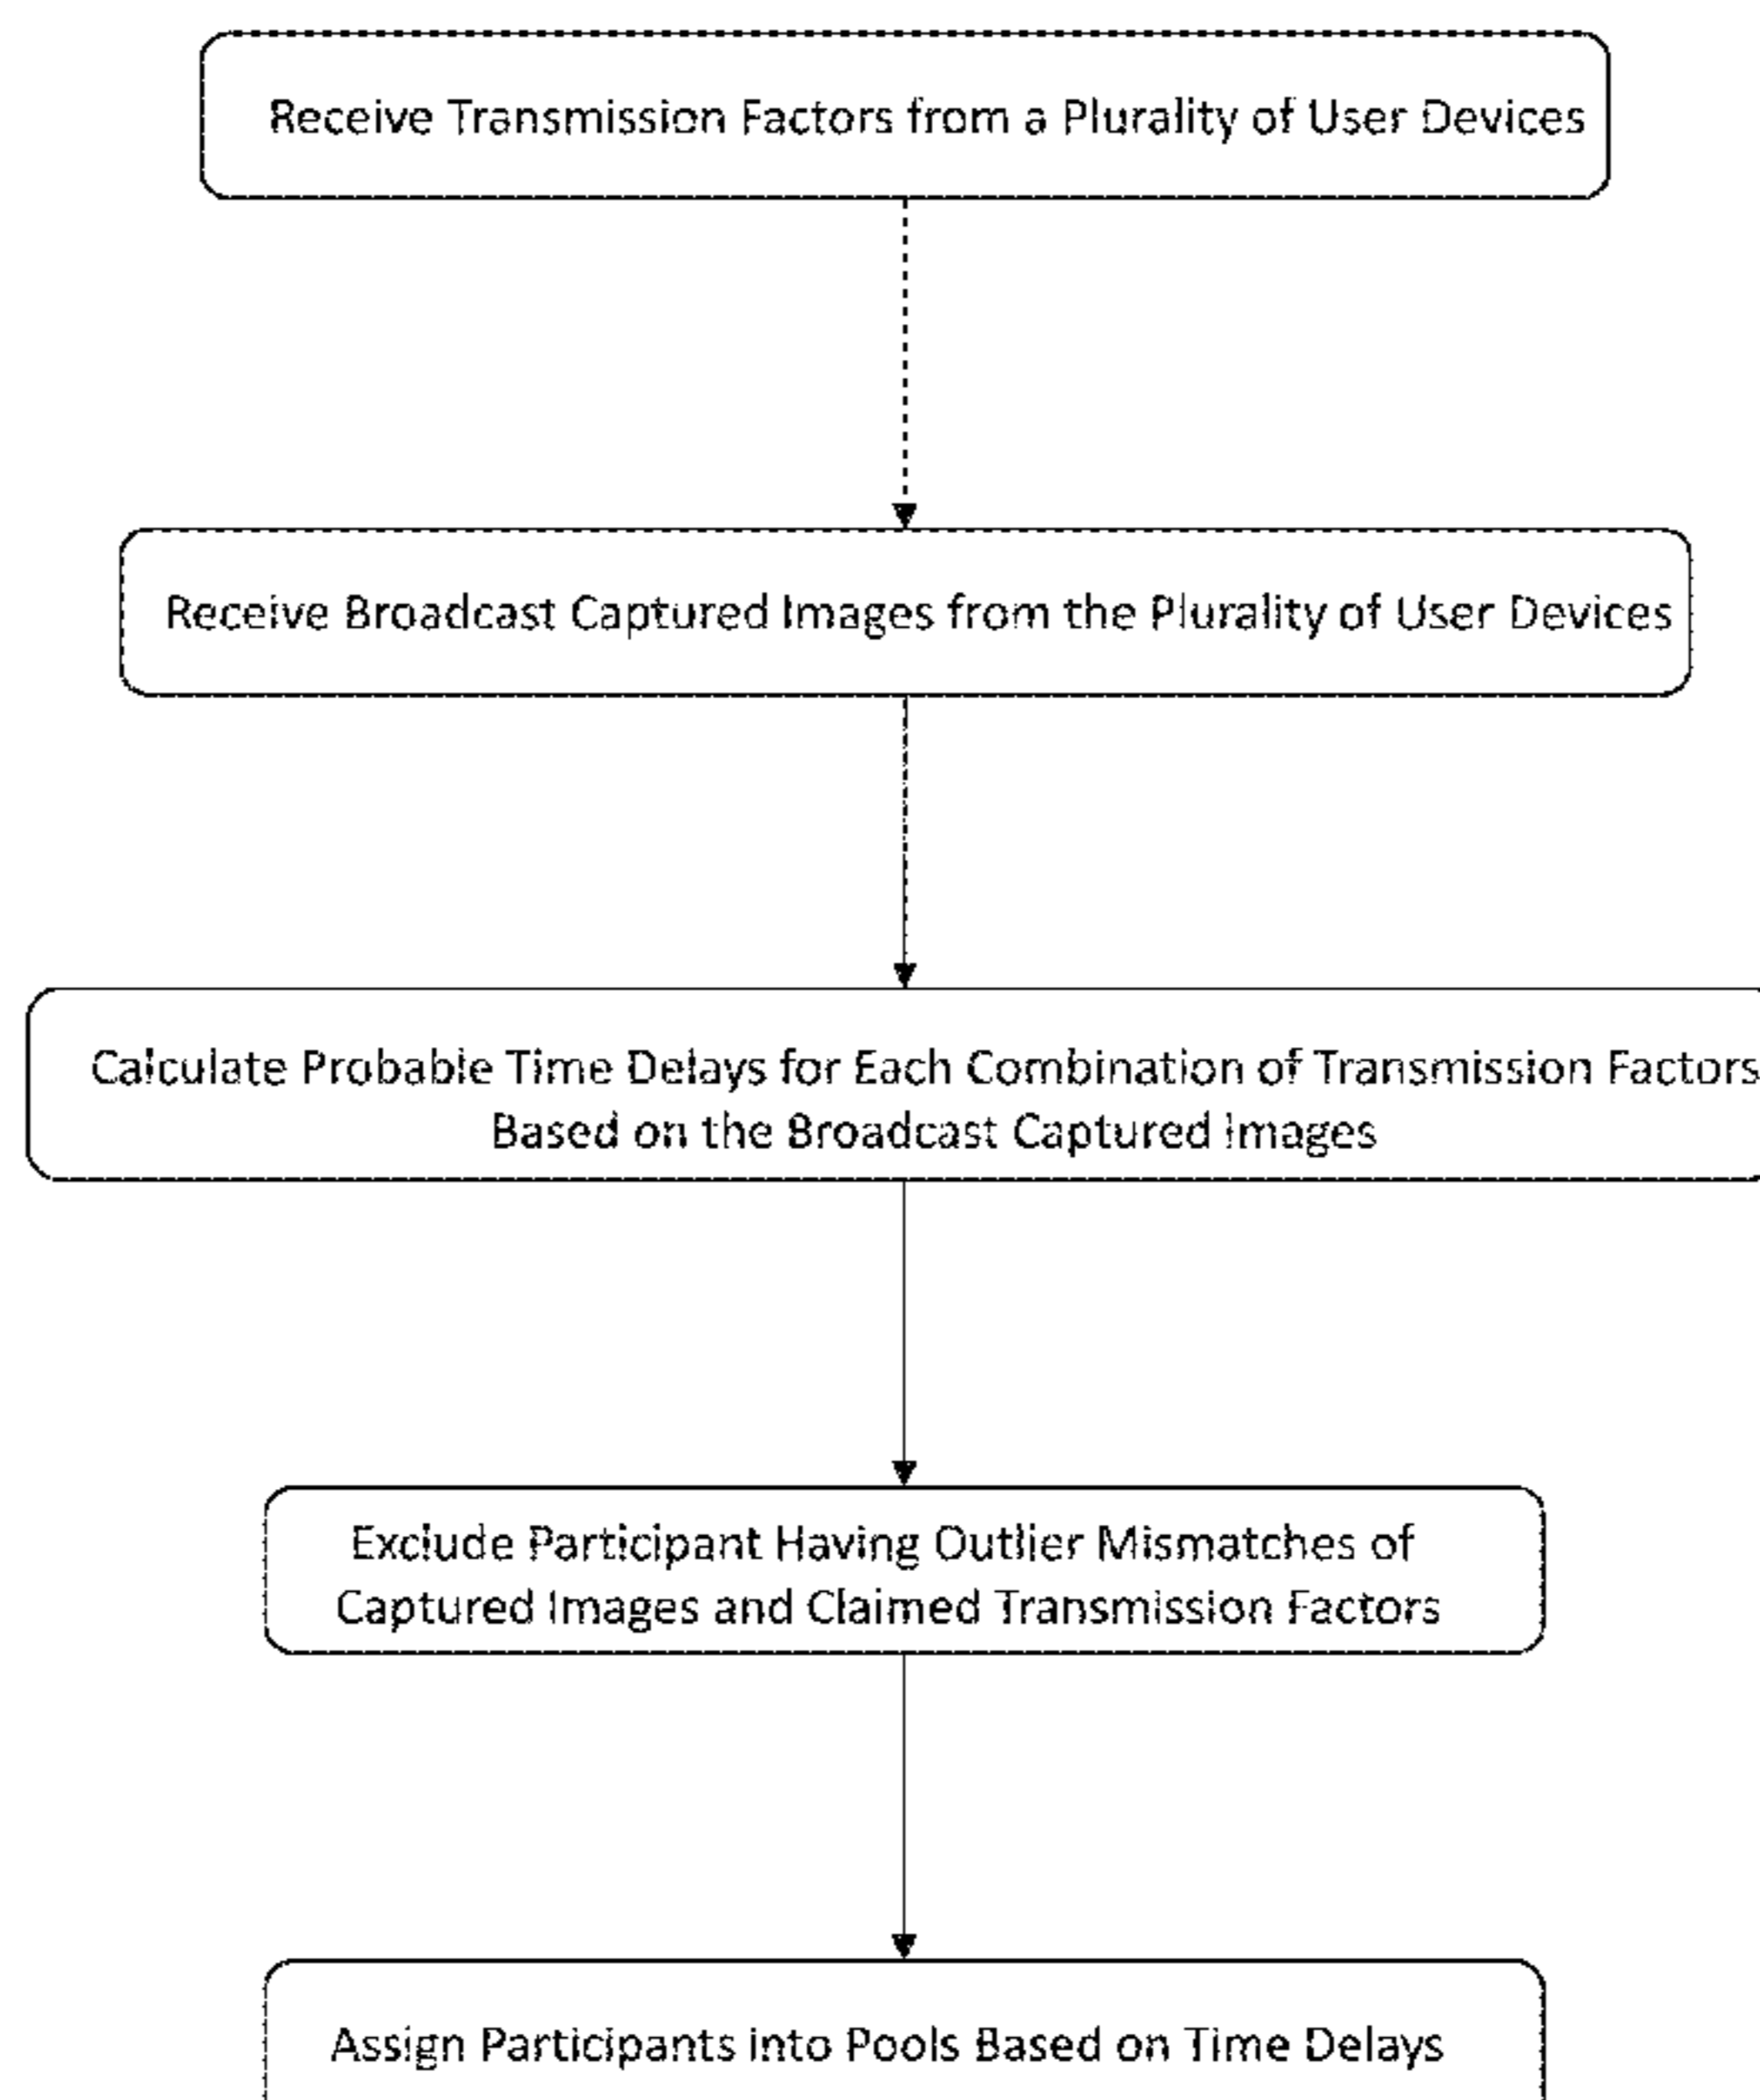 Receive Transmission Factors from a Plurality of User Devices
Receive Broadcast Captured Images from the Plurality of User Devices
Calculate Probable Time Delays for Each Combination of Transmission Factors
Based on the Broadcast Captured Images
Exclude Participant Having Outlier Mismatches of
Captured Images and Claimed Transmission Factors
Assign Participants into Pools Based on Time Delays